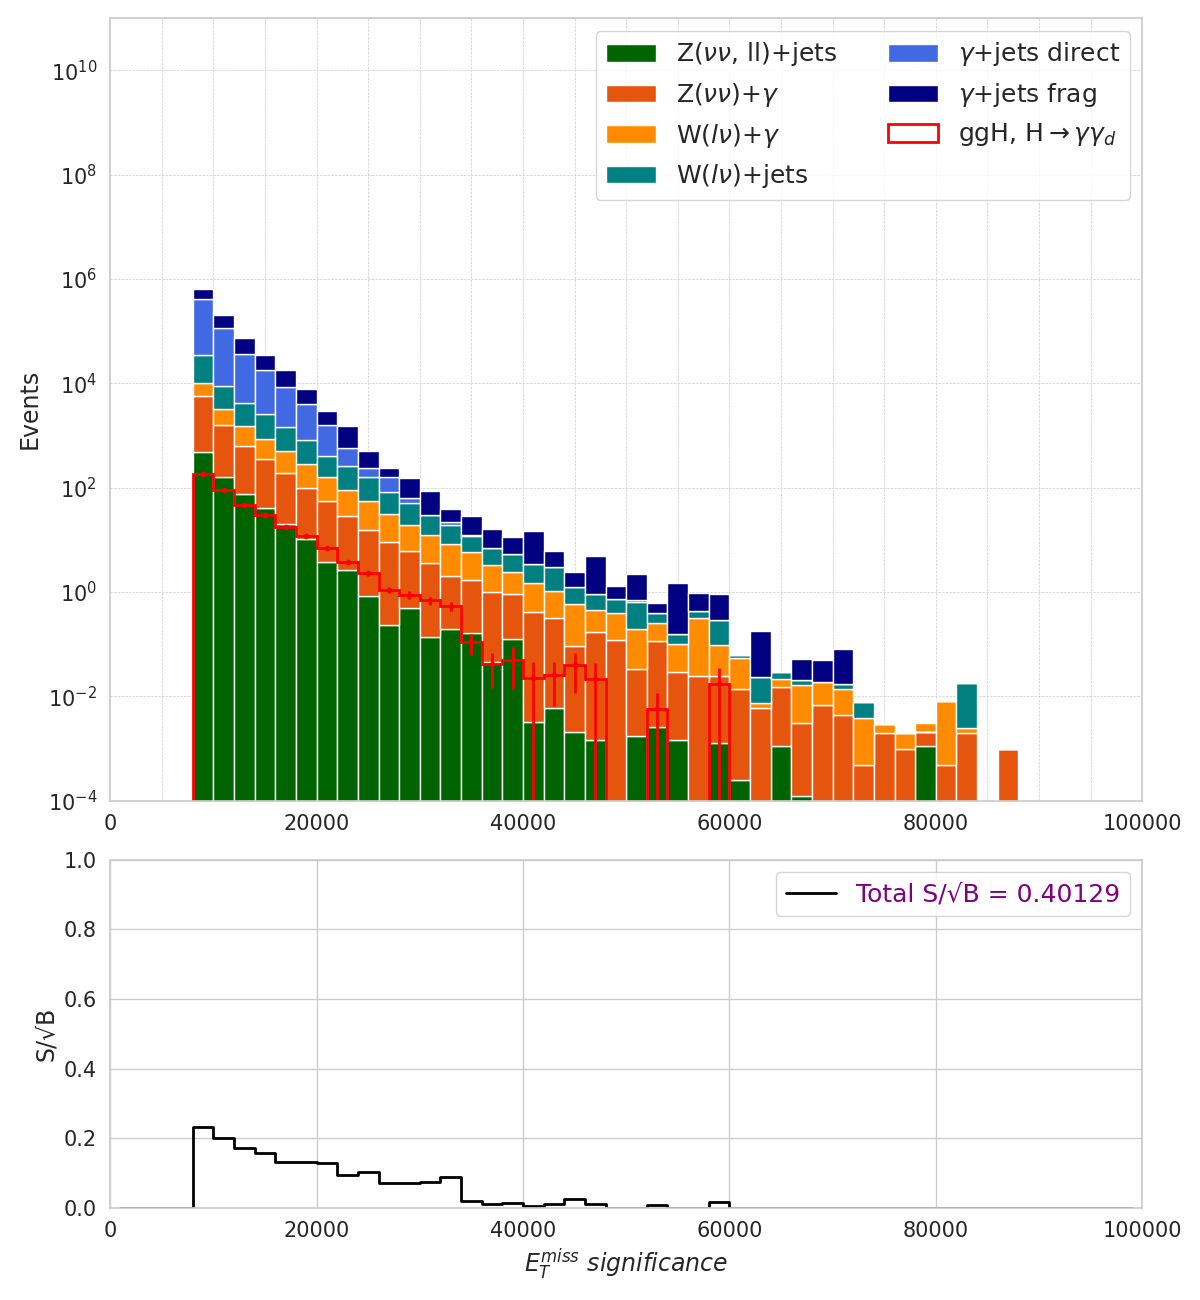 Z(νν, ll)+jets
Z(νν)+γ
W(lν)+γ
W(lν)+jets
γ+jets direct
γ+jets frag
ggH, H→γγ_d
Events
10^10
10^8
10^6
10^4
10^2
10^0
10^−2
10^−4
0 20000 40000 60000 80000 100000
Total S/√B = 0.40129
S/√B
1.0
0.8
0.6
0.4
0.2
0.0
0 20000 40000 60000 80000 100000
E_T^miss significance